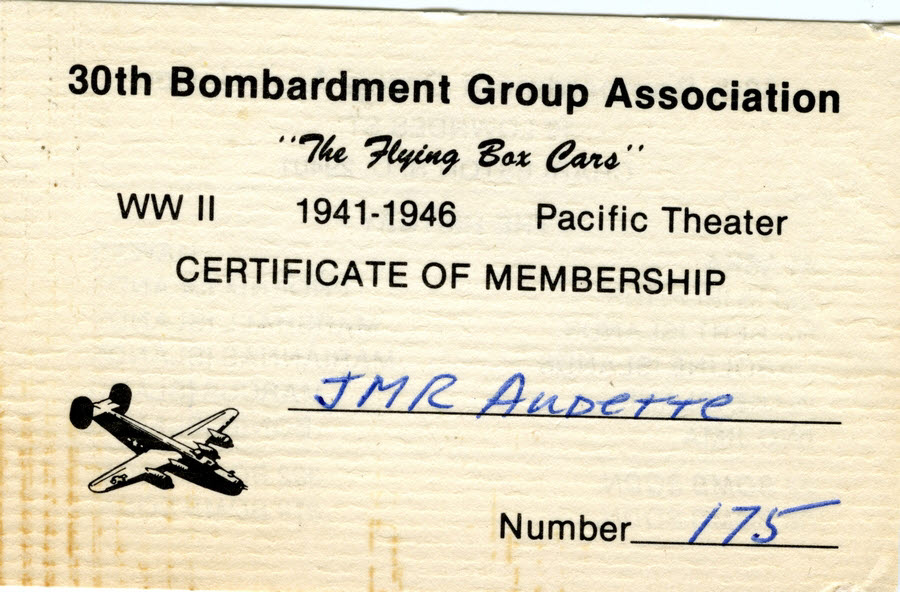 30th Bombardment Group Association
"The Flying Box Cars"
WW II 1941-1946 Pacific Theater
CERTIFICATE OF MEMBERSHIP
JMR Audette
Number 175